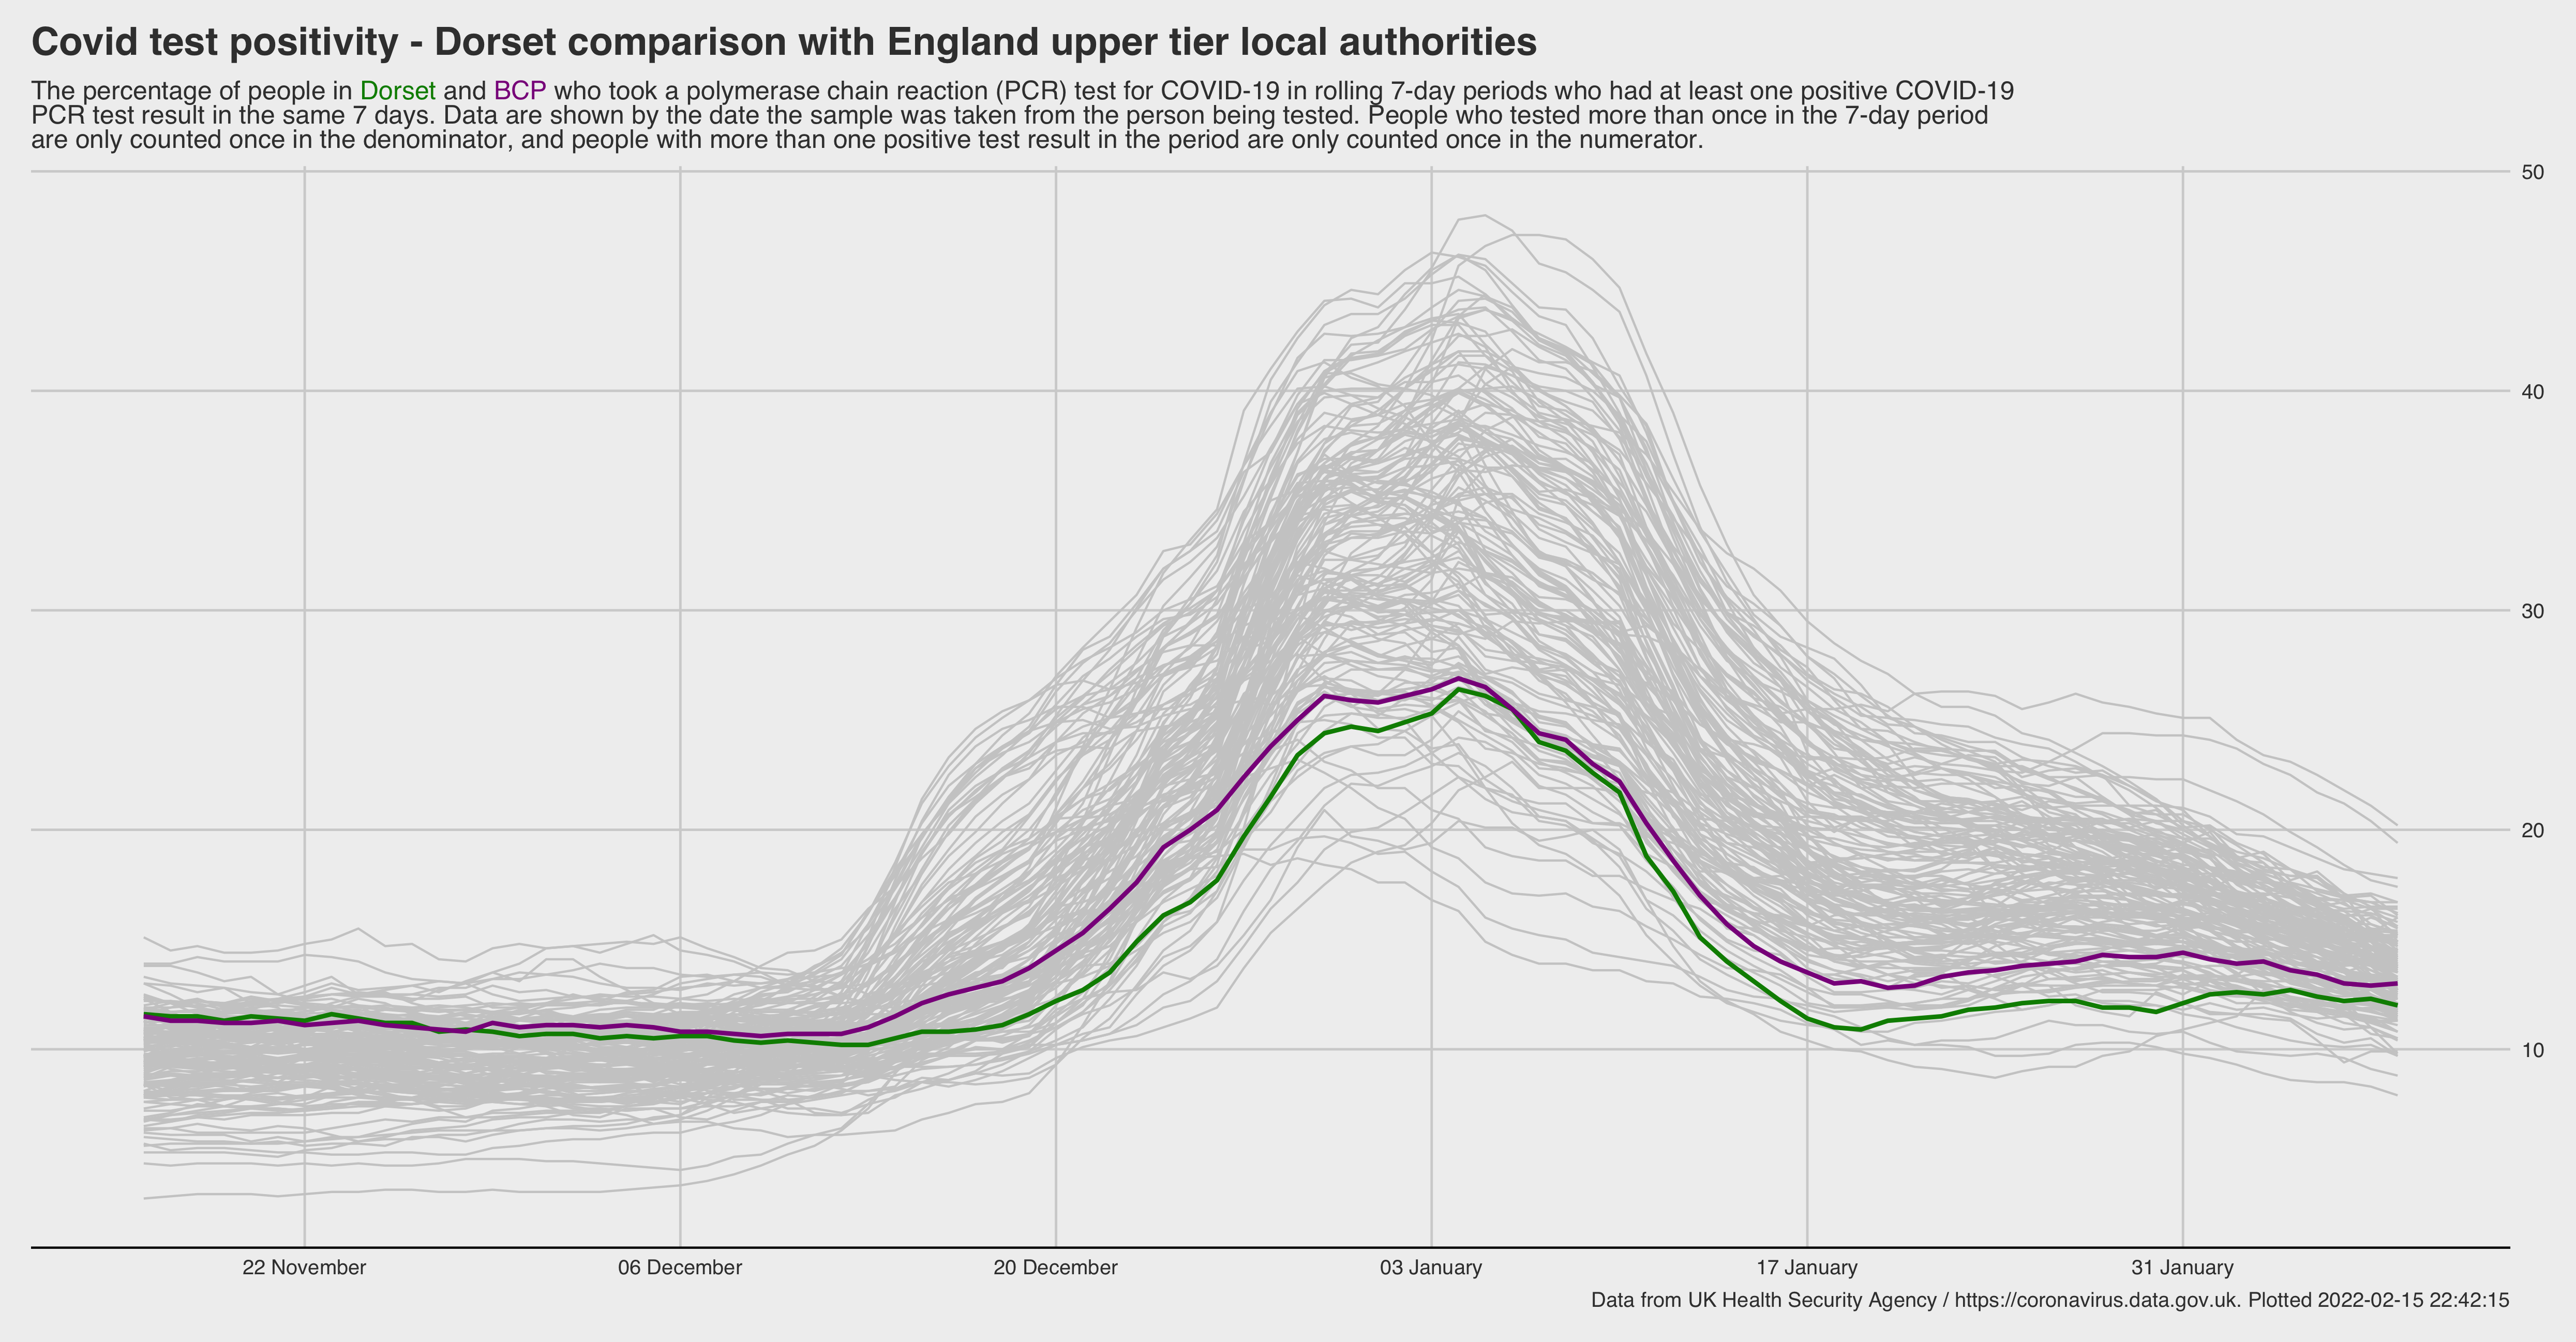 Covid test positivity - Dorset comparison with England upper tier local authorities
The percentage of people in Dorset and BCP who took a polymerase chain reaction (PCR) test for COVID-19 in rolling 7-day periods who had at least one positive COVID-19
PCR test result in the same 7 days. Data are shown by the date the sample was taken from the person being tested. People who tested more than once in the 7-day period
are only counted once in the denominator, and people with more than one positive test result in the period are only counted once in the numerator.
50
40
30
20
10
22 November
06 December
20 December
03 January
17 January
31 January
Data from UK Health Security Agency / https://coronavirus.data.gov.uk. Plotted 2022-02-15 22:42:15